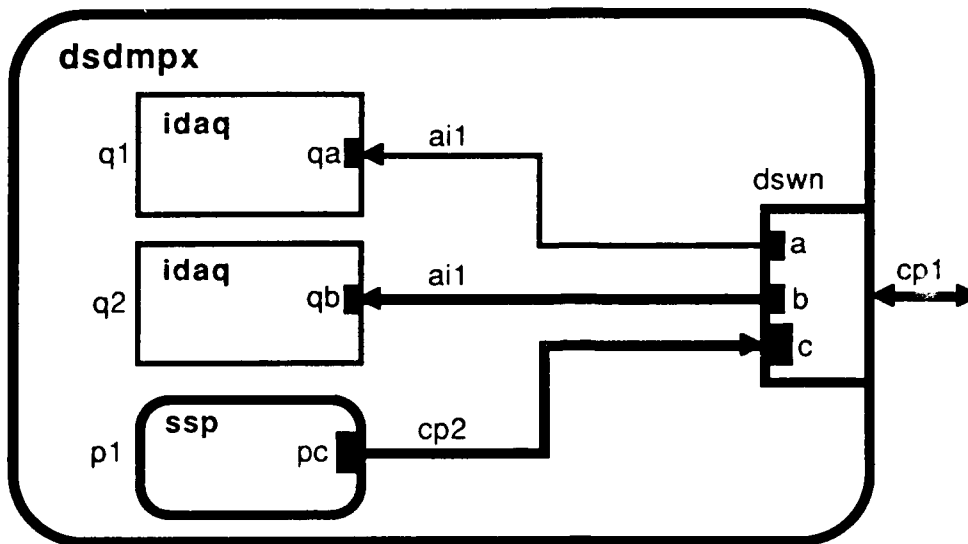 dsdmpx
idaq
q1
qa
ai1
dswn
a
idaq
q2
qb
ai1
b
cp1
c
ssp
p1
pc
cp2